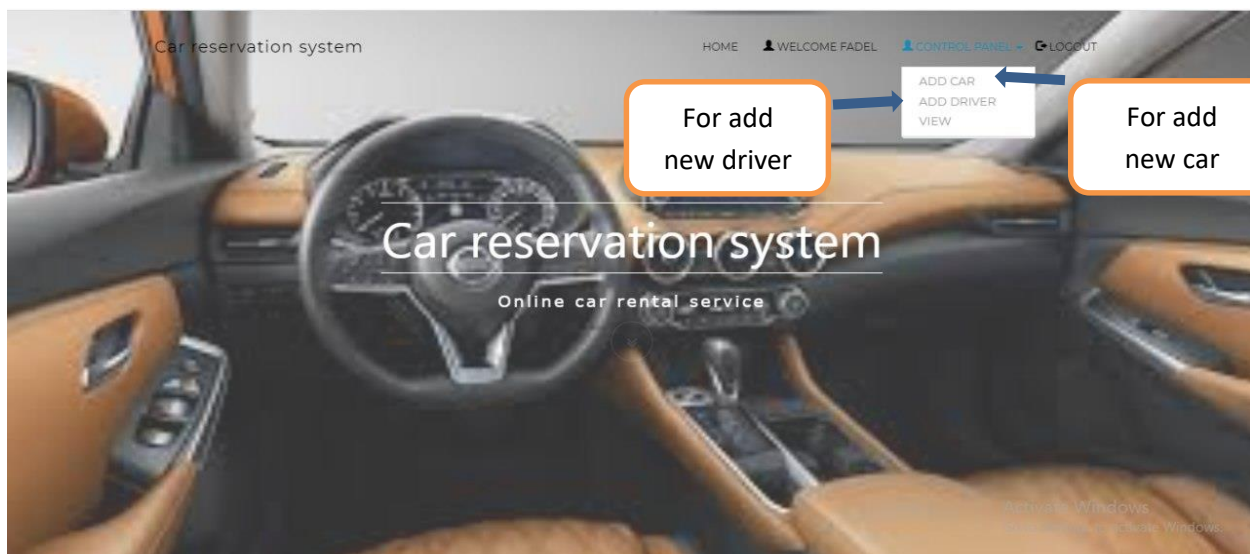 Car reservation system
HOME WELCOME FADEL CONTROL PANEL LOGOUT
ADD CAR
ADD DRIVER
VIEW
For add
new driver
For add
new car
Car reservation system
Online car rental service
Activate Windows
Windows.